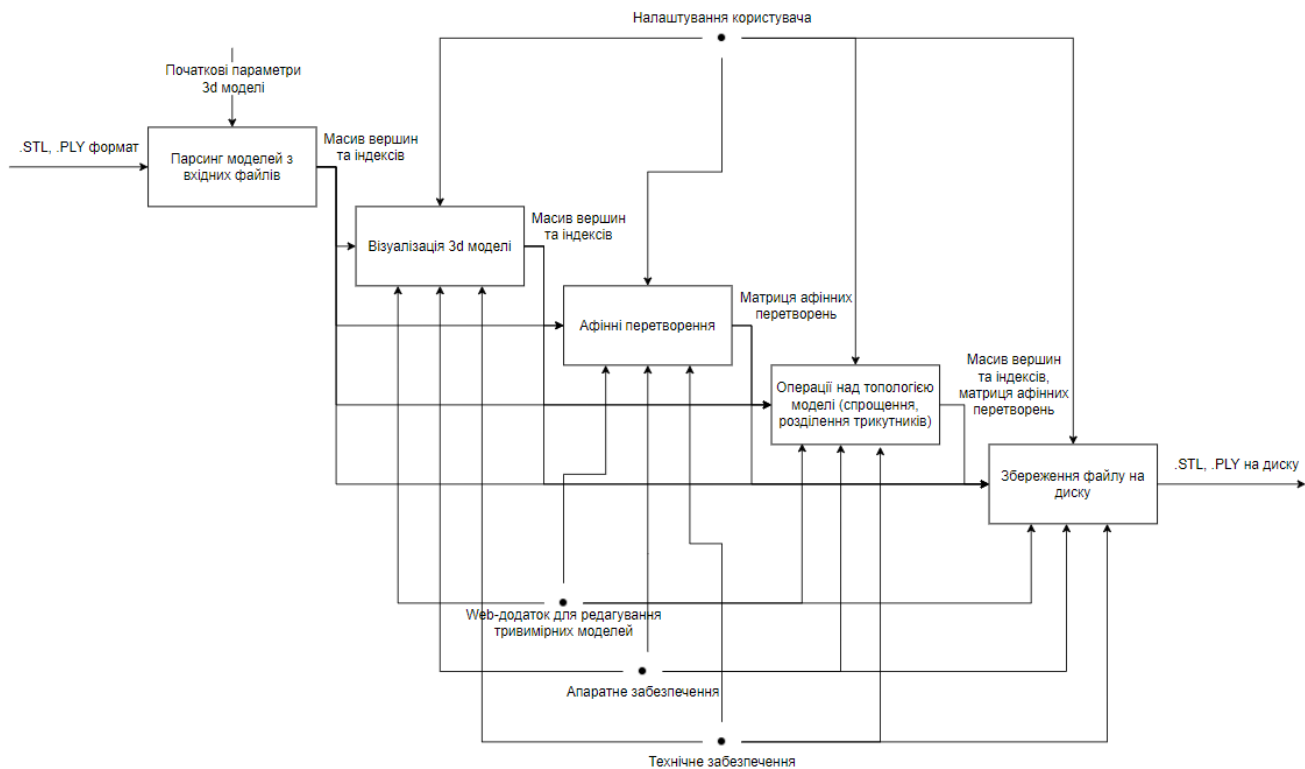 Налаштування користувача
Початкові параметри
3d моделі
.STL, .PLY формат
Масив вершин
та індексів
Парсинг моделей з
вхідних файлів
Масив вершин
та індексів
Візуалізація 3d моделі
Матриця афінних
перетворень
Афінні перетворення
Масив вершин
та індексів,
матриця афінних
перетворень
Операції над топологією
моделі (спрощення,
розділення трикутників)
.STL, .PLY на диску
Збереження файлу на
диску
Web-додаток для редагування
тривимірних моделей
Апаратне забезпечення
Технічне забезпечення